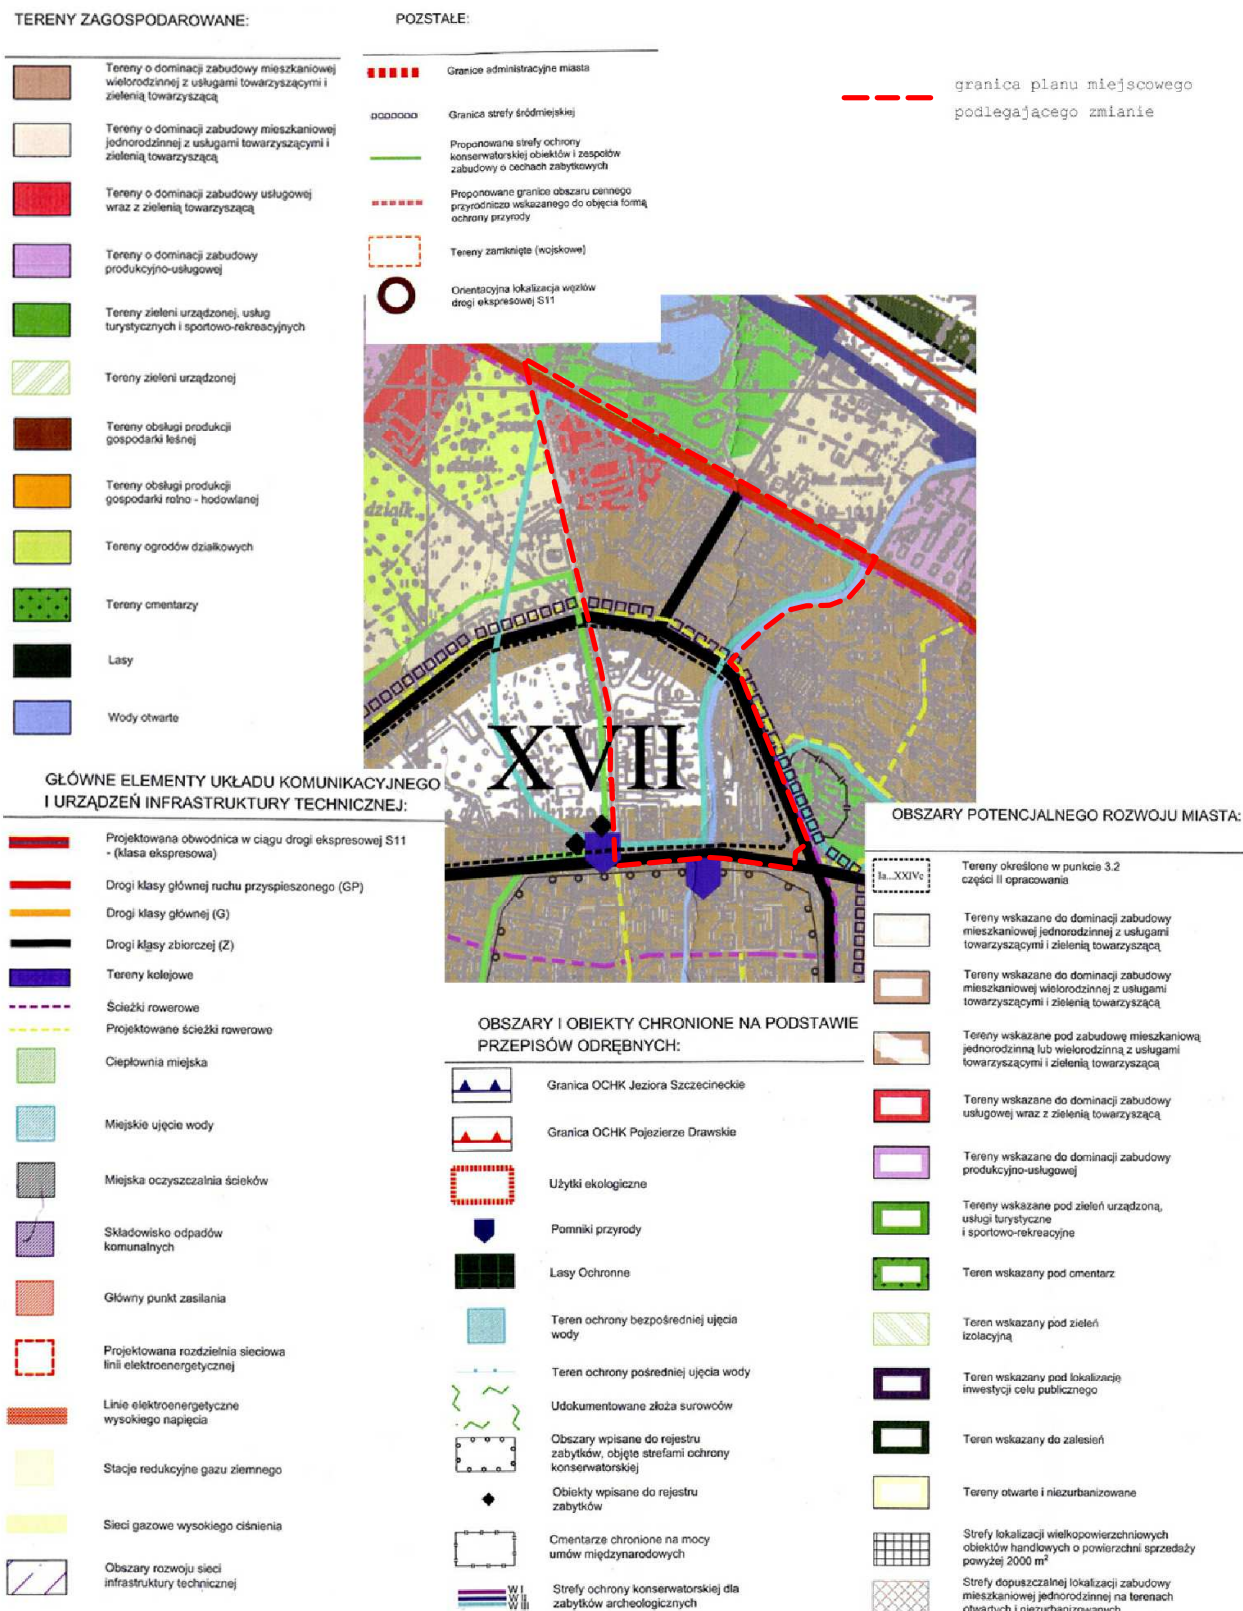 TERENY ZAGOSPODAROWANE:
Tereny o dominacji zabudowy mieszkaniowej
wielorodzinnej z usługami towarzyszącymi i
zielenią towarzyszącą
Tereny o dominacji zabudowy mieszkaniowej
jednorodzinnej z usługami towarzyszącymi i
zielenią towarzyszącą
Tereny o dominacji zabudowy usługowej
wraz z zielenią towarzyszącą
Tereny o dominacji zabudowy
produkcyjno-usługowej
Tereny zieleni urządzonej, usług
turystycznych i sportowo-rekreacyjnych
Tereny zieleni urządzonej
Tereny obsługi produkcji
gospodarki leśnej
Tereny obsługi produkcji
gospodarki rolno - hodowlanej
Tereny ogrodów działkowych
Tereny cmentarzy
Lasy
Wody otwarte
POZSTAŁE:
Granice administracyjne miasta
Granica strefy śródmiejskiej
Proponowane strefy ochrony
konserwatorskiej obiektów i zespołów
zabudowy o cechach zabytkowych
Proponowane granice obszaru cennego
przyrodniczo wskazanego do objęcia formą
ochrony przyrody
Tereny zamknięte (wojskowe)
Orientacyjna lokalizacja węzłów
drogi ekspresowej S11
granica planu miejscowego
podlegającego zmianie
działk.
działk.
XVII
GŁÓWNE ELEMENTY UKŁADU KOMUNIKACYJNEGO
I URZĄDZEŃ INFRASTRUKTURY TECHNICZNEJ:
Projektowana obwodnica w ciągu drogi ekspresowej S11
- (klasa ekspresowa)
Drogi klasy głównej ruchu przyspieszonego (GP)
Drogi klasy głównej (G)
Drogi klasy zbiorczej (Z)
Tereny kolejowe
Ścieżki rowerowe
Projektowane ścieżki rowerowe
Ciepłownia miejska
Miejskie ujęcie wody
Miejska oczyszczalnia ścieków
Składowisko odpadów
komunalnych
Główny punkt zasilania
Projektowana rozdzielnia sieciowa
linii elektroenergetycznej
Linie elektroenergetyczne
wysokiego napięcia
Stacje redukcyjne gazu ziemnego
Sieci gazowe wysokiego ciśnienia
Obszary rozwoju sieci
infrastruktury technicznej
OBSZARY I OBIEKTY CHRONIONE NA PODSTAWIE
PRZEPISÓW ODRĘBNYCH:
Granica OCHK Jeziora Szczecineckie
Granica OCHK Pojezierze Drawskie
Użytki ekologiczne
Pomniki przyrody
Lasy Ochronne
Teren ochrony bezpośredniej ujęcia
wody
Teren ochrony pośredniej ujęcia wody
Udokumentowane złoża surowców
Obszary wpisane do rejestru
zabytków, objęte strefami ochrony
konserwatorskiej
Obiekty wpisane do rejestru
zabytków
Cmentarze chronione na mocy
umów międzynarodowych
W I
W II
W III
Strefy ochrony konserwatorskiej dla
zabytków archeologicznych
OBSZARY POTENCJALNEGO ROZWOJU MIASTA:
Ia...XXIVc
Tereny określone w punkcie 3.2
części II opracowania
Tereny wskazane do dominacji zabudowy
mieszkaniowej jednorodzinnej z usługami
towarzyszącymi i zielenią towarzyszącą
Tereny wskazane do dominacji zabudowy
mieszkaniowej wielorodzinnej z usługami
towarzyszącymi i zielenią towarzyszącą
Tereny wskazane pod zabudowę mieszkaniową
jednorodzinną lub wielorodzinną z usługami
towarzyszącymi i zielenią towarzyszącą
Tereny wskazane do dominacji zabudowy
usługowej wraz z zielenią towarzyszącą
Tereny wskazane do dominacji zabudowy
produkcyjno-usługowej
Tereny wskazane pod zieleń urządzoną,
usługi turystyczne
i sportowo-rekreacyjne
Teren wskazany pod cmentarz
Teren wskazany pod zieleń
izolacyjną
Teren wskazany pod lokalizację
inwestycji celu publicznego
Teren wskazany do zalesień
Tereny otwarte i niezurbanizowane
Strefy lokalizacji wielkopowierzchniowych
obiektów handlowych o powierzchni sprzedaży
powyżej 2000 m²
Strefy dopuszczalnej lokalizacji zabudowy
mieszkaniowej jednorodzinnej na terenach
otwartych i niezurbanizowanych